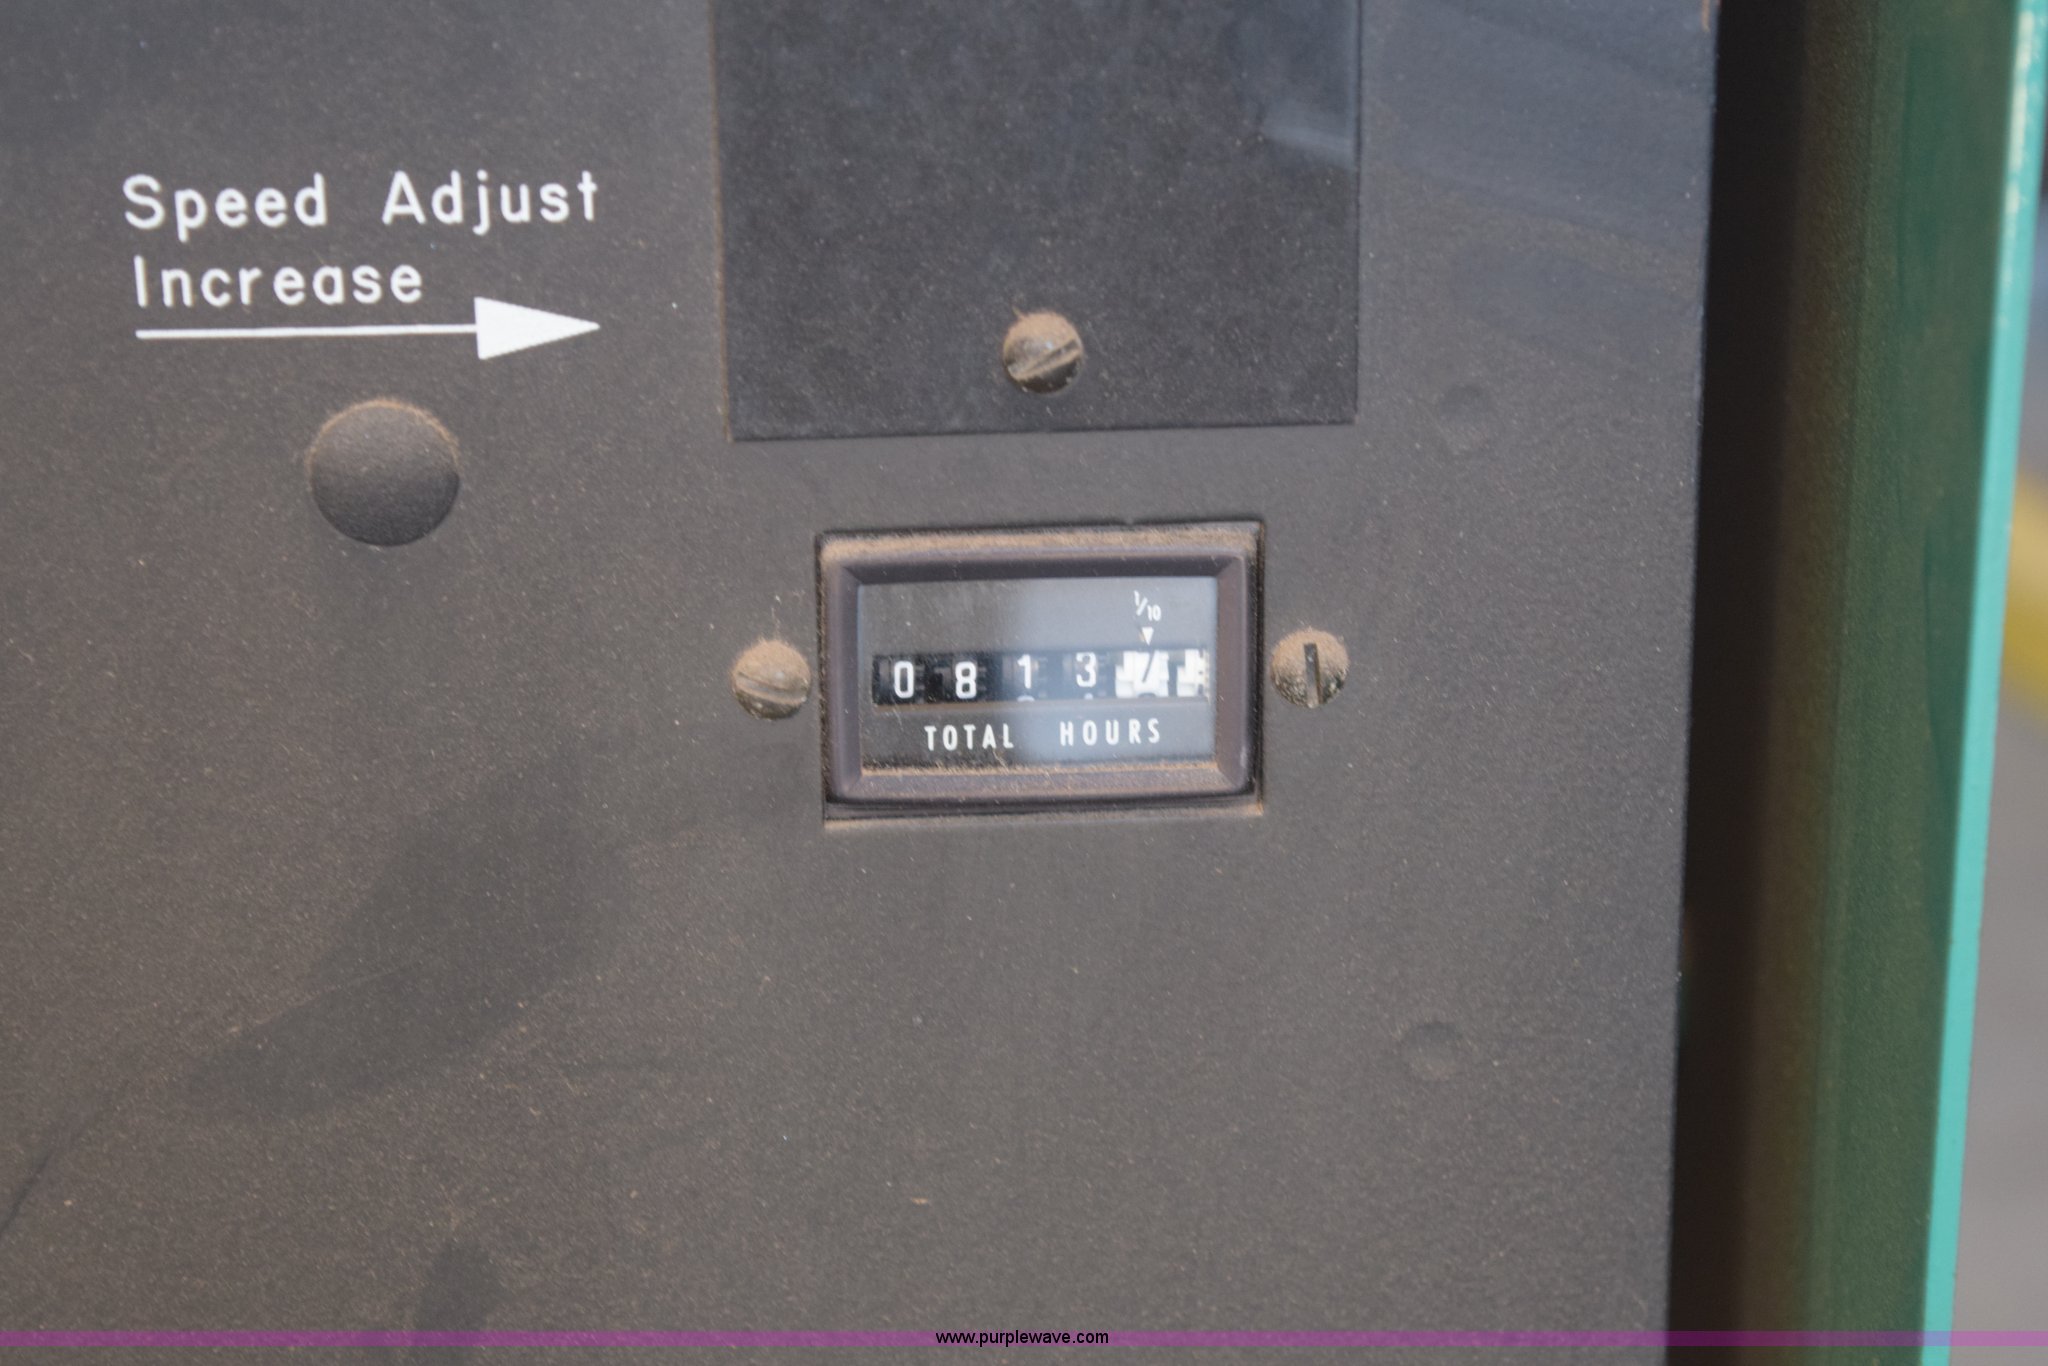 Speed Adjust
Increase
1/10
0813
TOTAL HOURS
www.purplewave.com